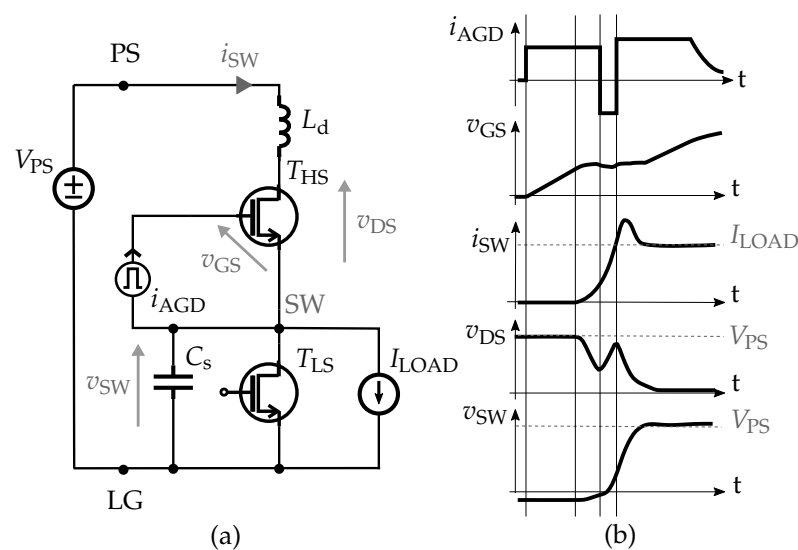 PS
i_SW
L_d
V_PS
±
T_HS
v_DS
v_GS
i_AGD
SW
C_s
T_LS
I_LOAD
v_SW
LG
(a)
i_AGD
t
v_GS
t
i_SW
I_LOAD
t
v_DS
V_PS
t
v_SW
V_PS
t
(b)